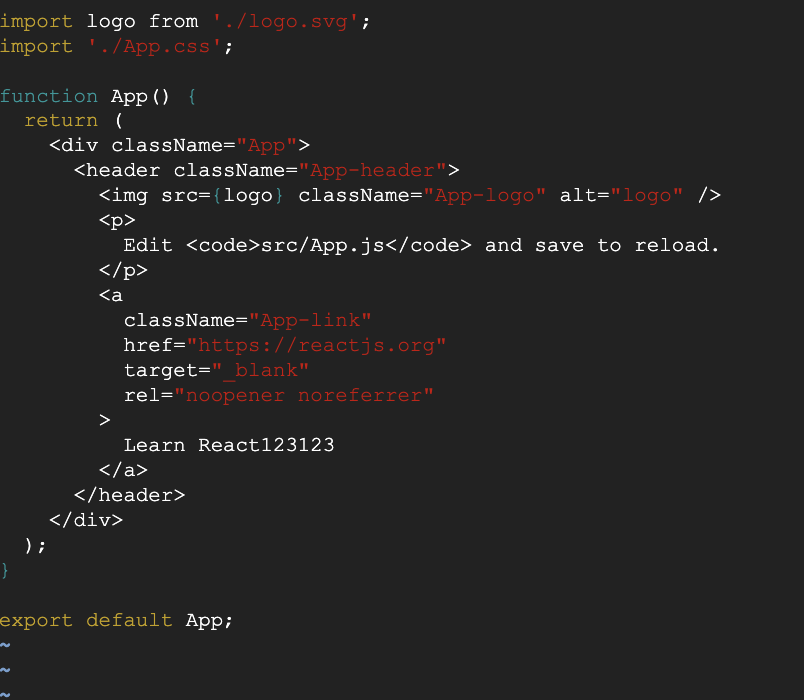 import logo from './logo.svg';
import './App.css';

function App() {
  return (
    <div className="App">
      <header className="App-header">
        <img src={logo} className="App-logo" alt="logo" />
        <p>
          Edit <code>src/App.js</code> and save to reload.
        </p>
        <a
          className="App-link"
          href="https://reactjs.org"
          target="_blank"
          rel="noopener noreferrer"
        >
          Learn React123123
        </a>
      </header>
    </div>
  );
}

export default App;
~
~
~